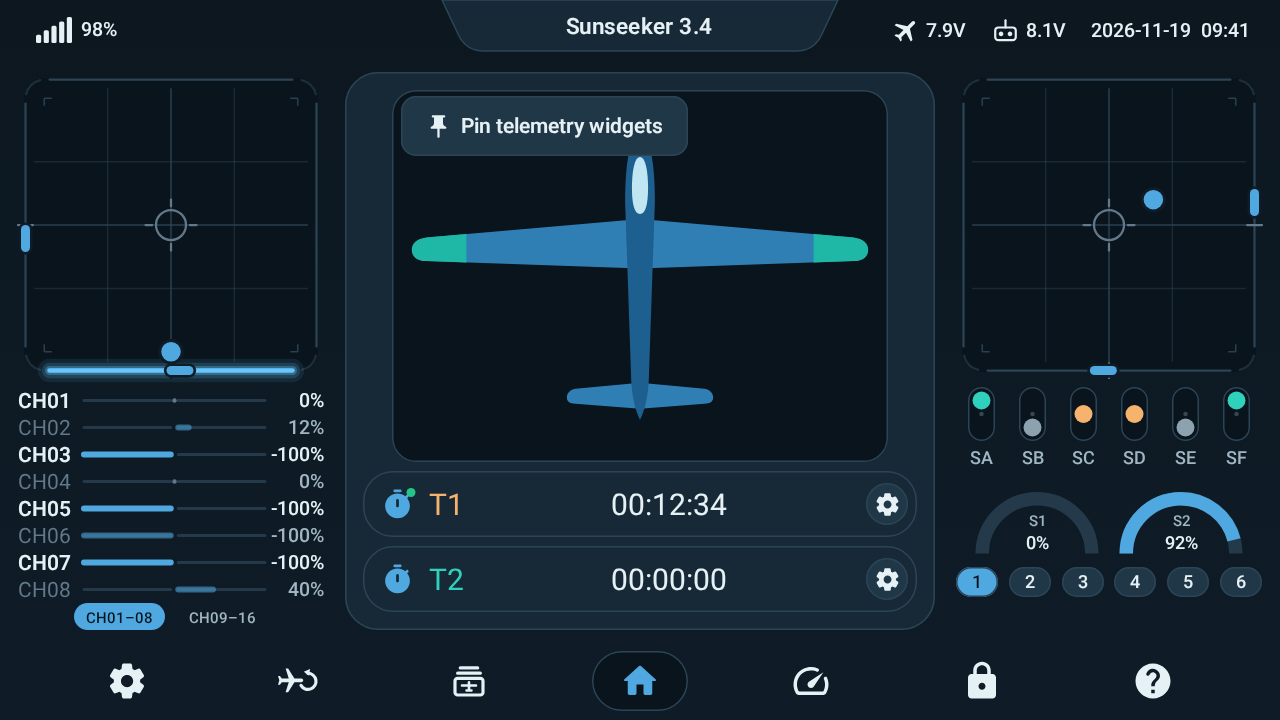 98%
Sunseeker 3.4
7.9V
8.1V
2026-11-19 09:41
Pin telemetry widgets
CH01 0%
CH02 12%
CH03 -100%
CH04 0%
CH05 -100%
CH06 -100%
CH07 -100%
CH08 40%
CH01–08
CH09–16
T1 00:12:34
T2 00:00:00
SA SB SC SD SE SF
S1
0%
S2
92%
1 2 3 4 5 6